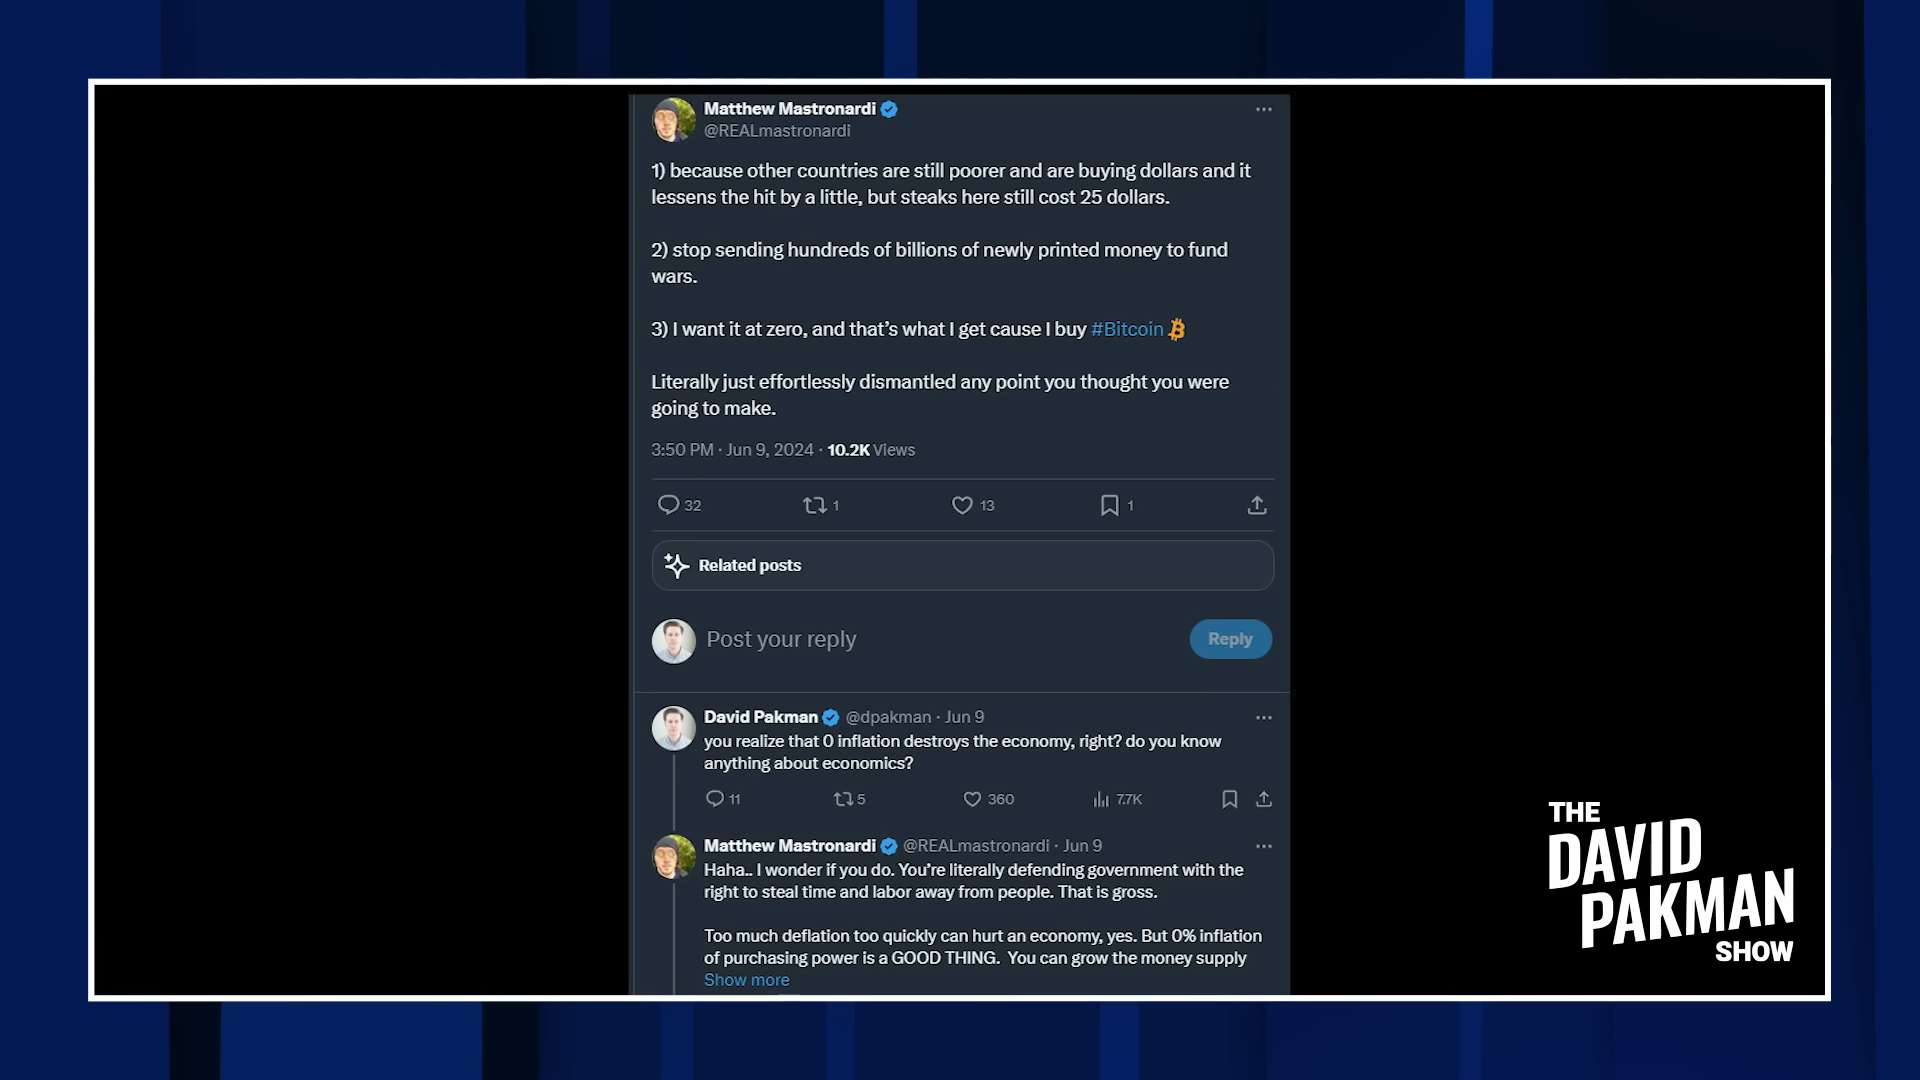 Matthew Mastronardi
@REALmastronardi
1) because other countries are still poorer and are buying dollars and it
lessens the hit by a little, but steaks here still cost 25 dollars.
2) stop sending hundreds of billions of newly printed money to fund
wars.
3) I want it at zero, and that’s what I get cause I buy #Bitcoin
Literally just effortlessly dismantled any point you thought you were
going to make.
3:50 PM · Jun 9, 2024 · 10.2K Views
32 1 13 1
Related posts
Post your reply Reply
David Pakman @dpakman · Jun 9
you realize that 0 inflation destroys the economy, right? do you know
anything about economics?
11 5 360 7.7K
Matthew Mastronardi @REALmastronardi · Jun 9
Haha.. I wonder if you do. You’re literally defending government with the
right to steal time and labor away from people. That is gross.
Too much deflation too quickly can hurt an economy, yes. But 0% inflation
of purchasing power is a GOOD THING.  You can grow the money supply
Show more
THE
DAVID
PAKMAN
SHOW